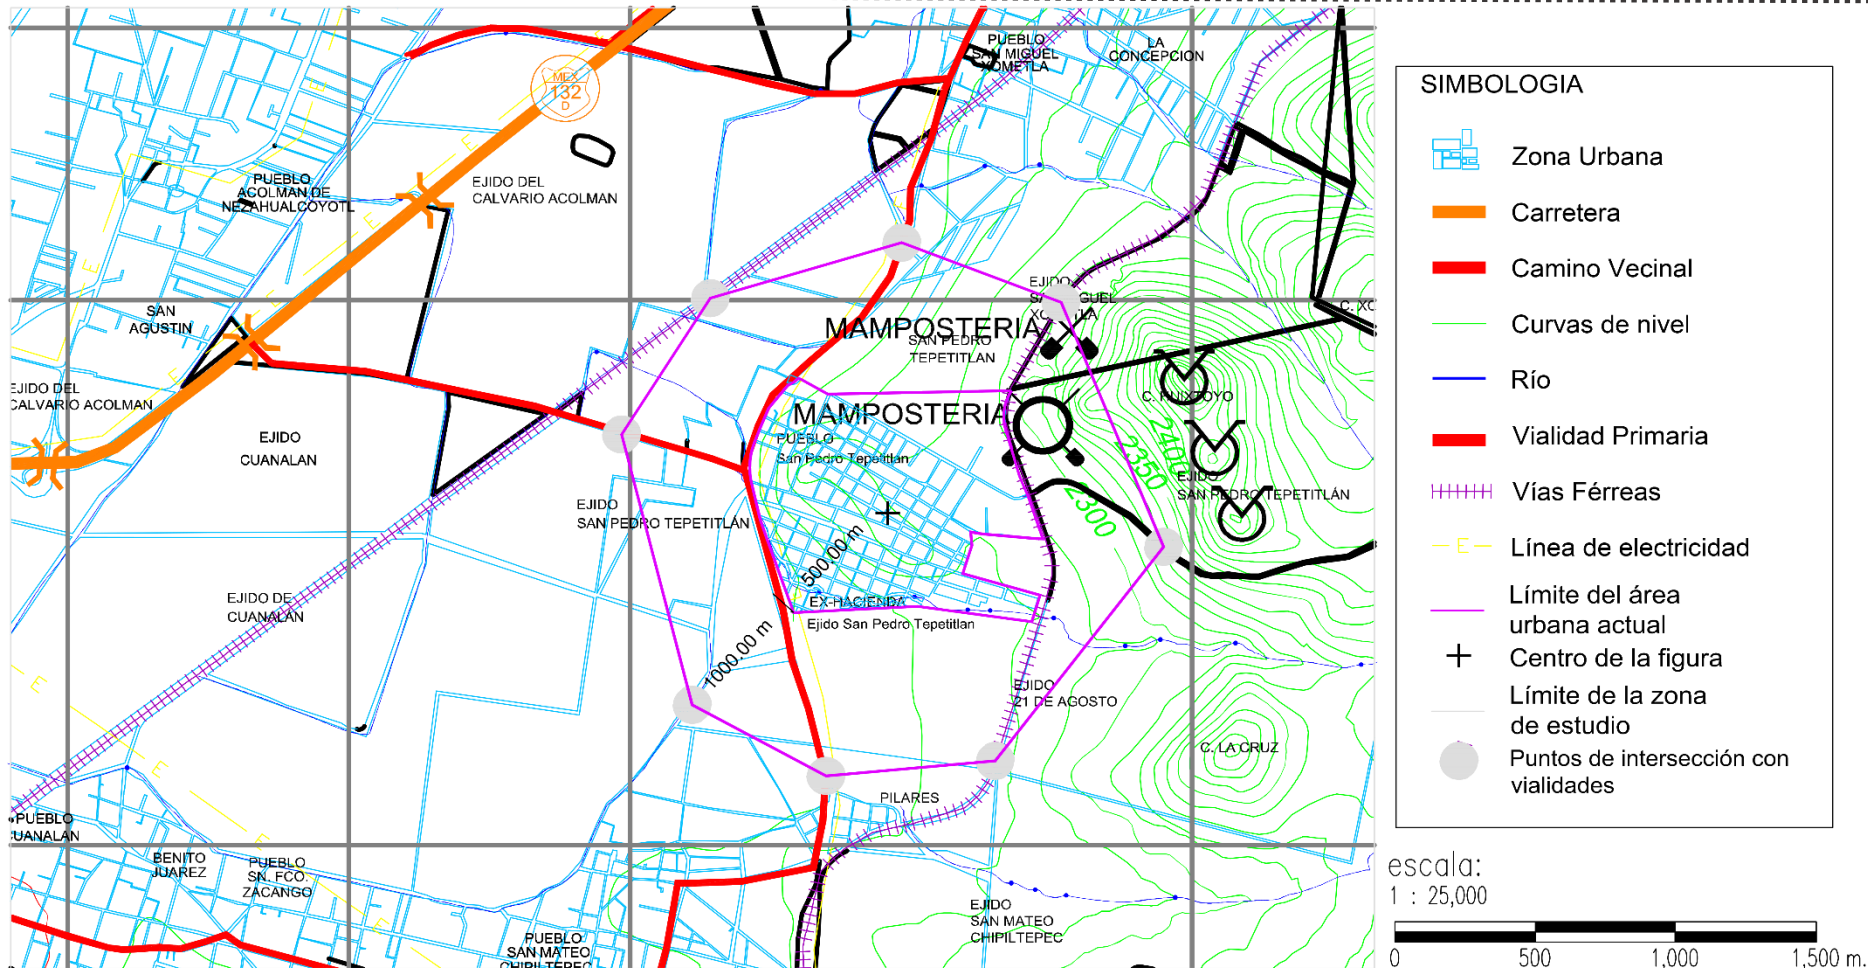 PUEBLO
SAN MIGUEL
XOMETLA
LA
CONCEPCION
MEX
132
D
PUEBLO
ACOLMAN DE
NEZAHUALCOYOTL
EJIDO DEL
CALVARIO ACOLMAN
SAN
AGUSTIN
EJIDO
MAMPOSTERIA
SAN PEDRO
TEPETITLAN
EJIDO DEL
CALVARIO ACOLMAN
MAMPOSTERIA
EJIDO
CUANALAN
PUEBLO
San Pedro Tepetitlan
2400
2350
2300
EJIDO
SAN PEDRO TEPETITLÁN
EJIDO
SAN PEDRO TEPETITLÁN
500.00 m
EX-HACIENDA
Ejido San Pedro Tepetitlan
EJIDO DE
CUANALÁN
1000.00 m
EJIDO
21 DE AGOSTO
C. LA CRUZ
PILARES
PUEBLO
UANALAN
BENITO
JUAREZ
PUEBLO
SN. FCO.
ZACANGO
EJIDO
SAN MATEO
CHIPILTEPEC
PUEBLO
SAN MATEO
CHIPILTEPEC
E
E
E
E
E
E
E
E
SIMBOLOGIA
Zona Urbana
Carretera
Camino Vecinal
Curvas de nivel
Río
Vialidad Primaria
Vías Férreas
E
Línea de electricidad
Límite del área
urbana actual
Centro de la figura
Límite de la zona
de estudio
Puntos de intersección con
vialidades
escala:
1 : 25,000
0 500 1,000 1,500 m.